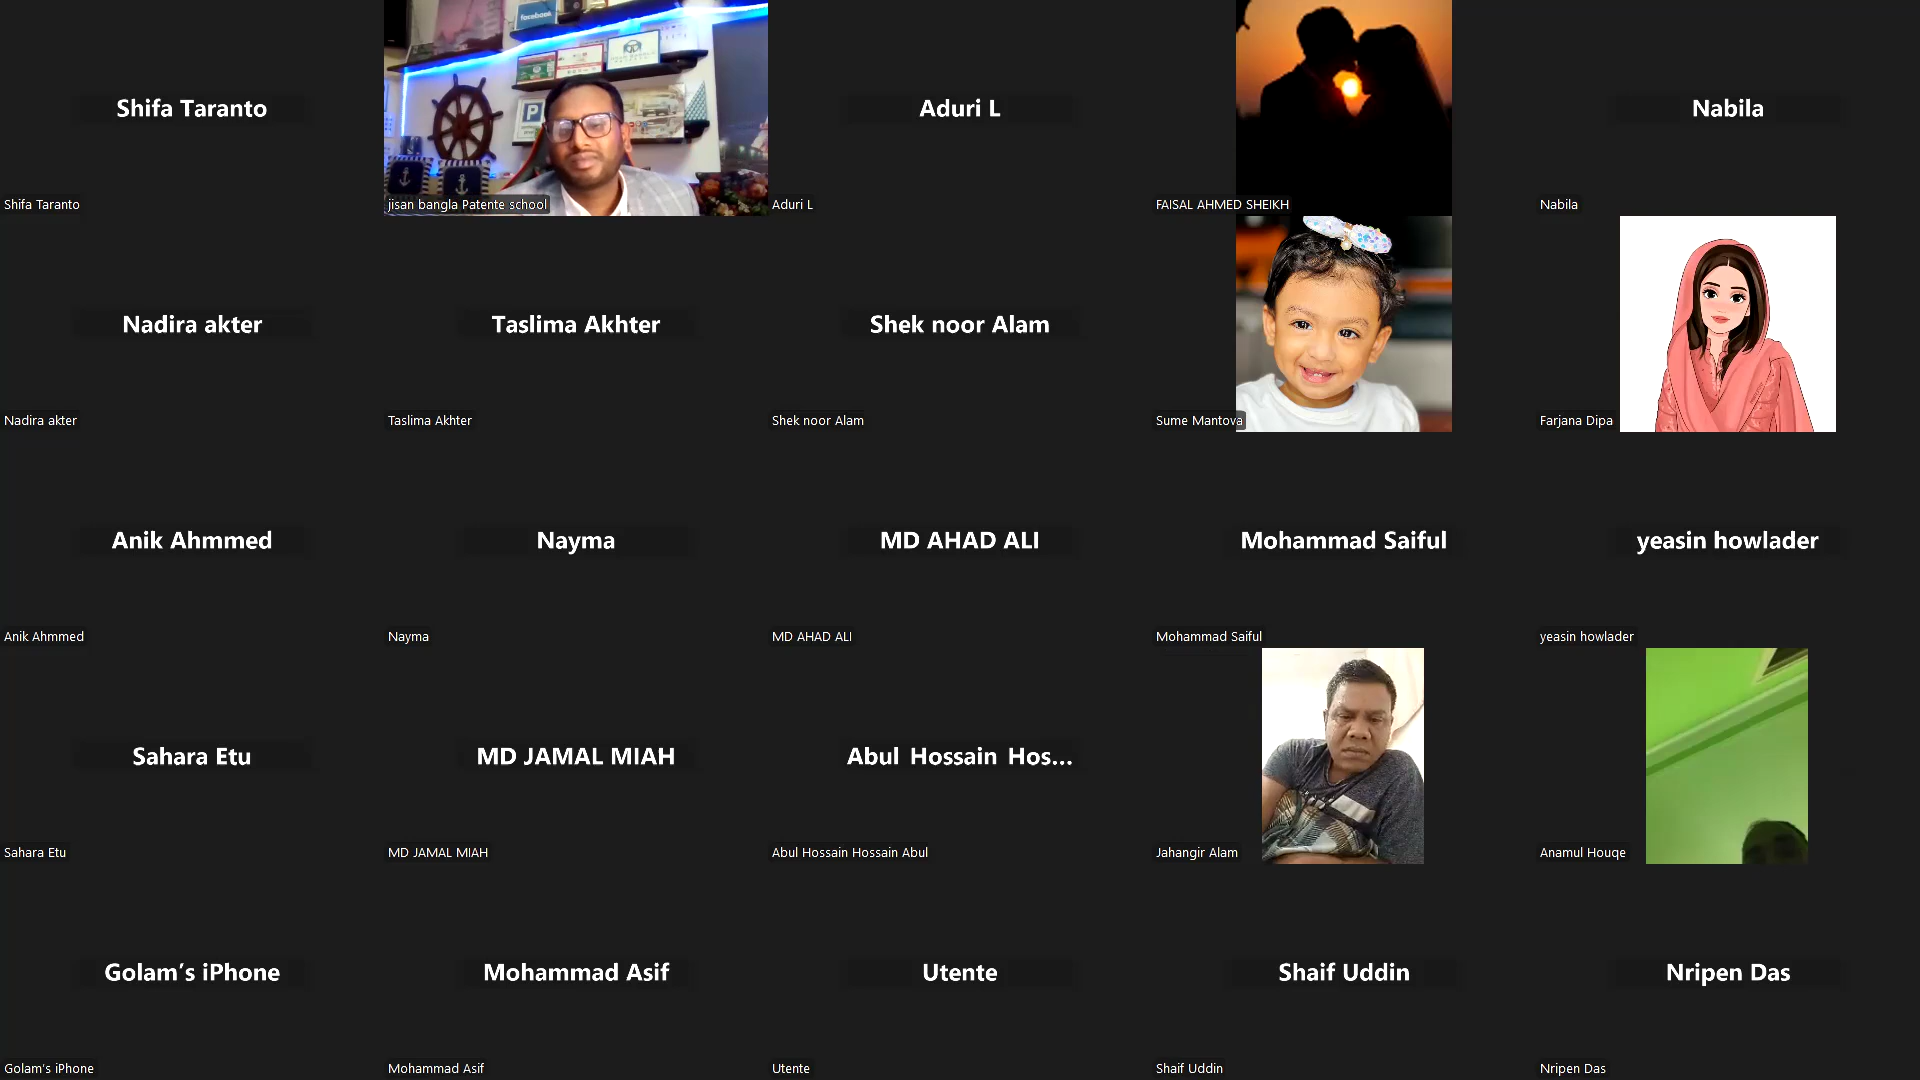 Shifa Taranto
Shifa Taranto
facebook
P
jisan bangla Patente school
Aduri L
Aduri L
FAISAL AHMED SHEIKH
Nabila
Nabila
Nadira akter
Nadira akter
Taslima Akhter
Taslima Akhter
Shek noor Alam
Shek noor Alam
Sume Mantova
Farjana Dipa
Anik Ahmmed
Anik Ahmmed
Nayma
Nayma
MD AHAD ALI
MD AHAD ALI
Mohammad Saiful
Mohammad Saiful
yeasin howlader
yeasin howlader
Sahara Etu
Sahara Etu
MD JAMAL MIAH
MD JAMAL MIAH
Abul Hossain Hos...
Abul Hossain Hossain Abul
Jahangir Alam
Anamul Houqe
Golam's iPhone
Golam's iPhone
Mohammad Asif
Mohammad Asif
Utente
Utente
Shaif Uddin
Shaif Uddin
Nripen Das
Nripen Das